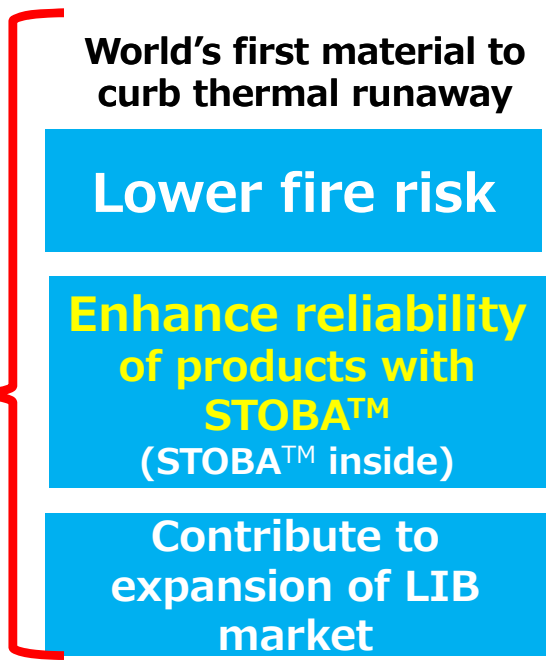 World’s first material to
curb thermal runaway
Lower fire risk
Enhance reliability
of products with
STOBA™
(STOBA™ inside)
Contribute to
expansion of LIB
market